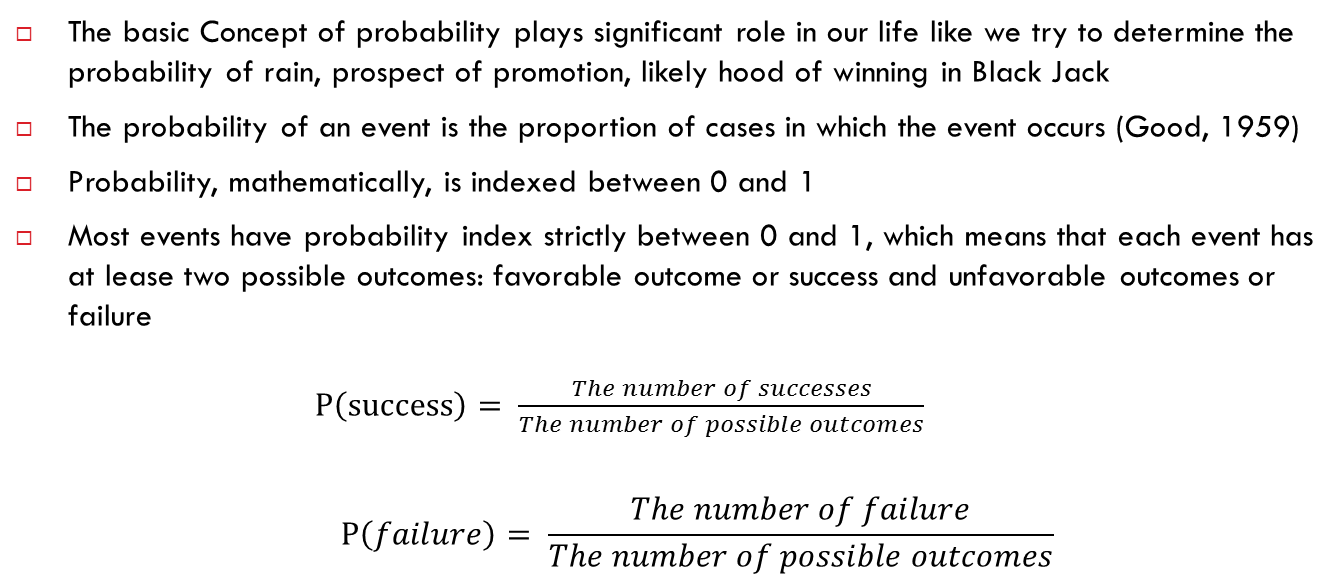 The basic Concept of probability plays significant role in our life like we try to determine the
probability of rain, prospect of promotion, likely hood of winning in Black Jack
The probability of an event is the proportion of cases in which the event occurs (Good, 1959)
Probability, mathematically, is indexed between 0 and 1
Most events have probability index strictly between 0 and 1, which means that each event has
at lease two possible outcomes: favorable outcome or success and unfavorable outcomes or
failure
P(success) = The number of successes
The number of possible outcomes
P(failure) = The number of failure
The number of possible outcomes